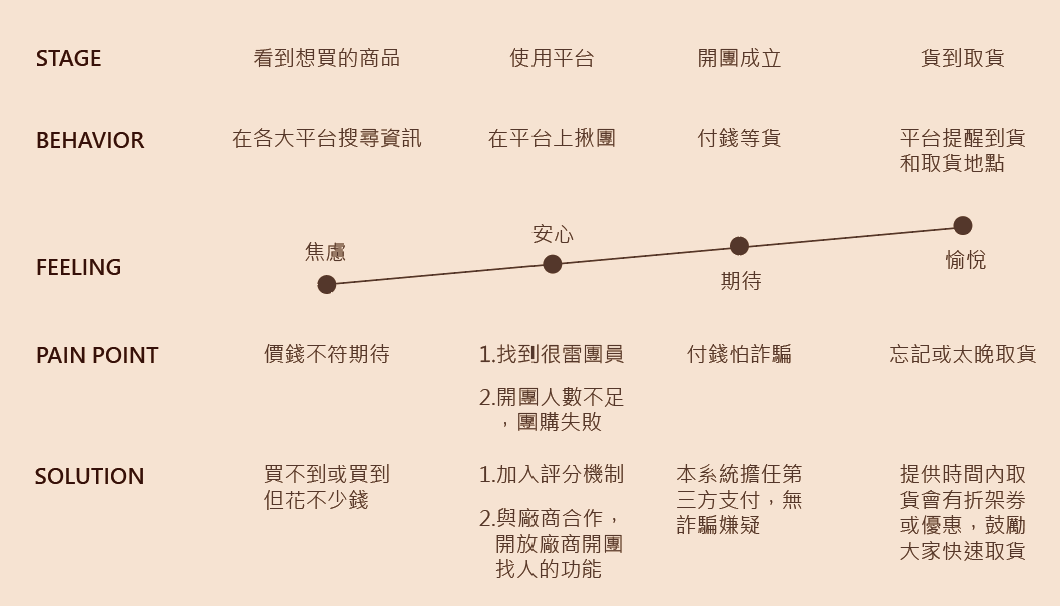 STAGE 看到想買的商品 使用平台 開團成立 貨到取貨
BEHAVIOR 在各大平台搜尋資訊 在平台上揪團 付錢等貨 平台提醒到貨
和取貨地點
FEELING 焦慮 安心 期待 愉悅
PAIN POINT 價錢不符期待 1.找到很雷團員 付錢怕詐騙 忘記或太晚取貨
2.開團人數不足
，團購失敗
SOLUTION 買不到或買到
但花不少錢
1.加入評分機制
2.與廠商合作，
開放廠商開團
找人的功能
本系統擔任第
三方支付，無
詐騙嫌疑
提供時間內取
貨會有折架券
或優惠，鼓勵
大家快速取貨